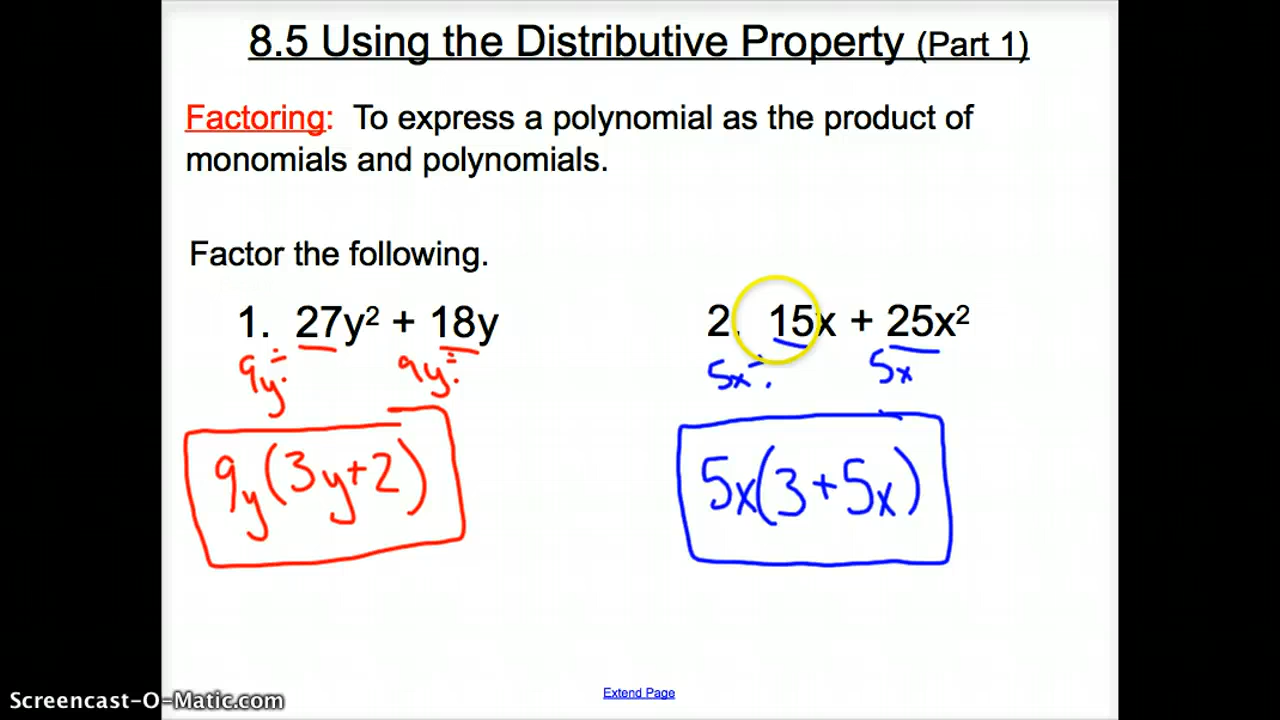 8.5 Using the Distributive Property (Part 1)
Factoring: To express a polynomial as the product of
monomials and polynomials.
Factor the following.
1. 27y² + 18y
9y÷ 9y÷
9y(3y+2)
2. 15x + 25x²
5x÷ 5x
5x(3+5x)
Extend Page
Screencast-O-Matic.com